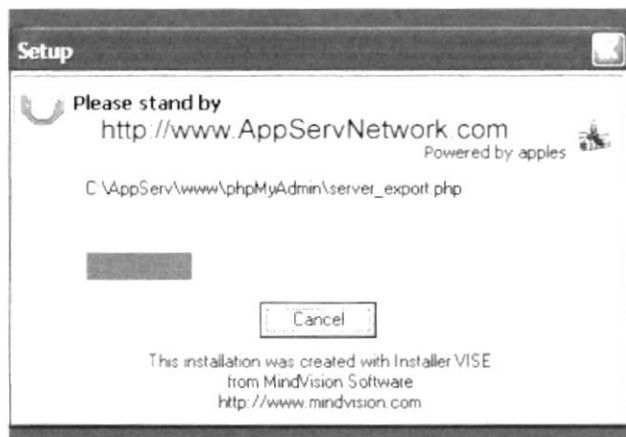 Setup
Please stand by
http://www.AppServNetwork.com
Powered by apples
C:\AppServ\www\phpMyAdmin\server_export.php
Cancel
This installation was created with Installer VISE
from MindVision Software
http://www.mindvision.com